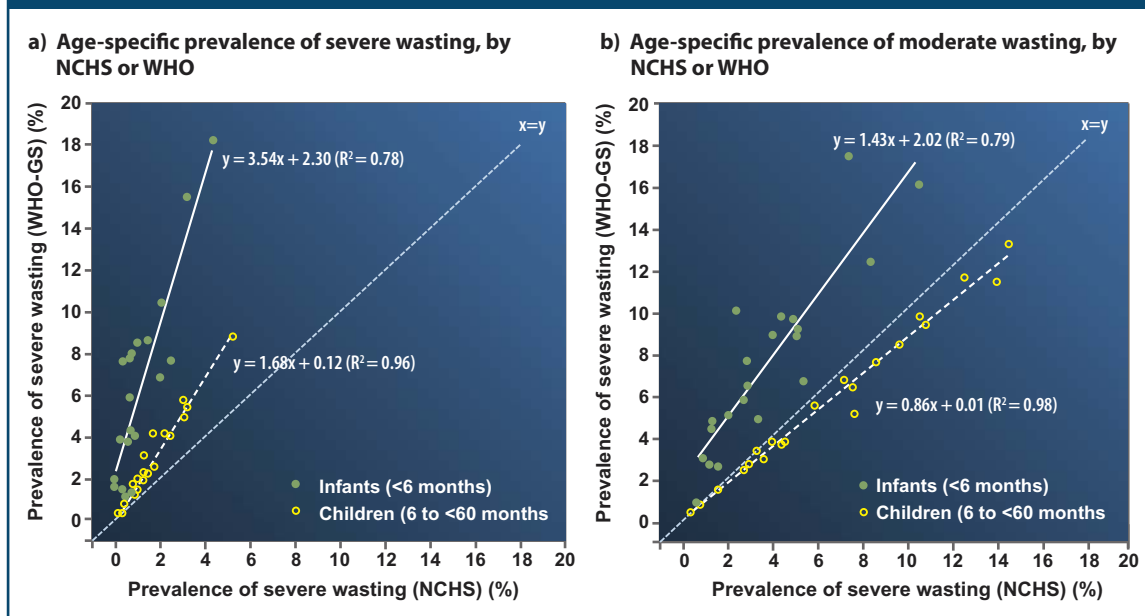 a) Age-specific prevalence of severe wasting, by
NCHS or WHO
20
18
16
14
12
10
8
6
4
2
0
Prevalence of severe wasting (WHO-GS) (%)
x=y
y = 3.54x + 2.30 (R² = 0.78)
y = 1.68x + 0.12 (R² = 0.96)
Infants (<6 months)
Children (6 to <60 months
0 2 4 6 8 10 12 14 16 18 20
Prevalence of severe wasting (NCHS) (%)
b) Age-specific prevalence of moderate wasting, by
NCHS or WHO
20
18
16
14
12
10
8
6
4
2
0
Prevalence of severe wasting (WHO-GS) (%)
x=y
y = 1.43x + 2.02 (R² = 0.79)
y = 0.86x + 0.01 (R² = 0.98)
Infants (<6 months)
Children (6 to <60 months
0 2 4 6 8 10 12 14 16 18 20
Prevalence of severe wasting (NCHS) (%)